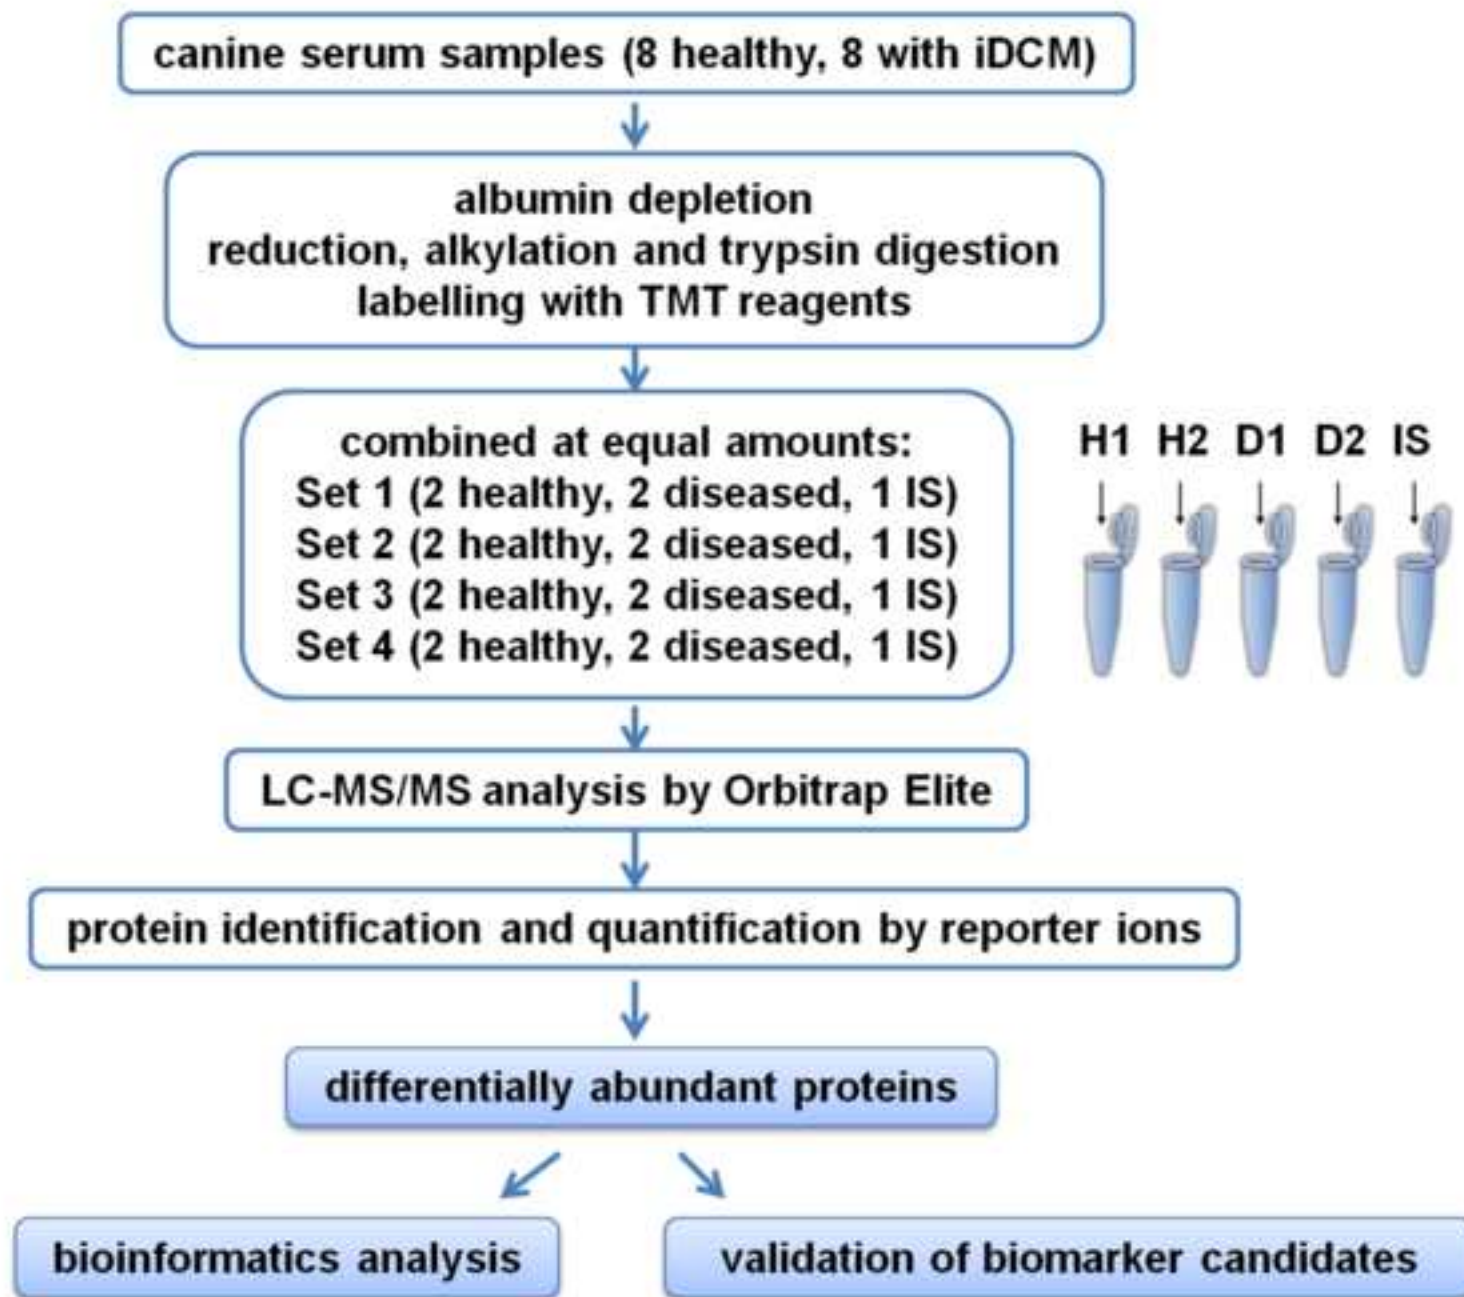 canine serum samples (8 healthy, 8 with iDCM)
albumin depletion
reduction, alkylation and trypsin digestion
labelling with TMT reagents
combined at equal amounts:
Set 1 (2 healthy, 2 diseased, 1 IS)
Set 2 (2 healthy, 2 diseased, 1 IS)
Set 3 (2 healthy, 2 diseased, 1 IS)
Set 4 (2 healthy, 2 diseased, 1 IS)
H1 H2 D1 D2 IS
LC-MS/MS analysis by Orbitrap Elite
protein identification and quantification by reporter ions
differentially abundant proteins
bioinformatics analysis
validation of biomarker candidates